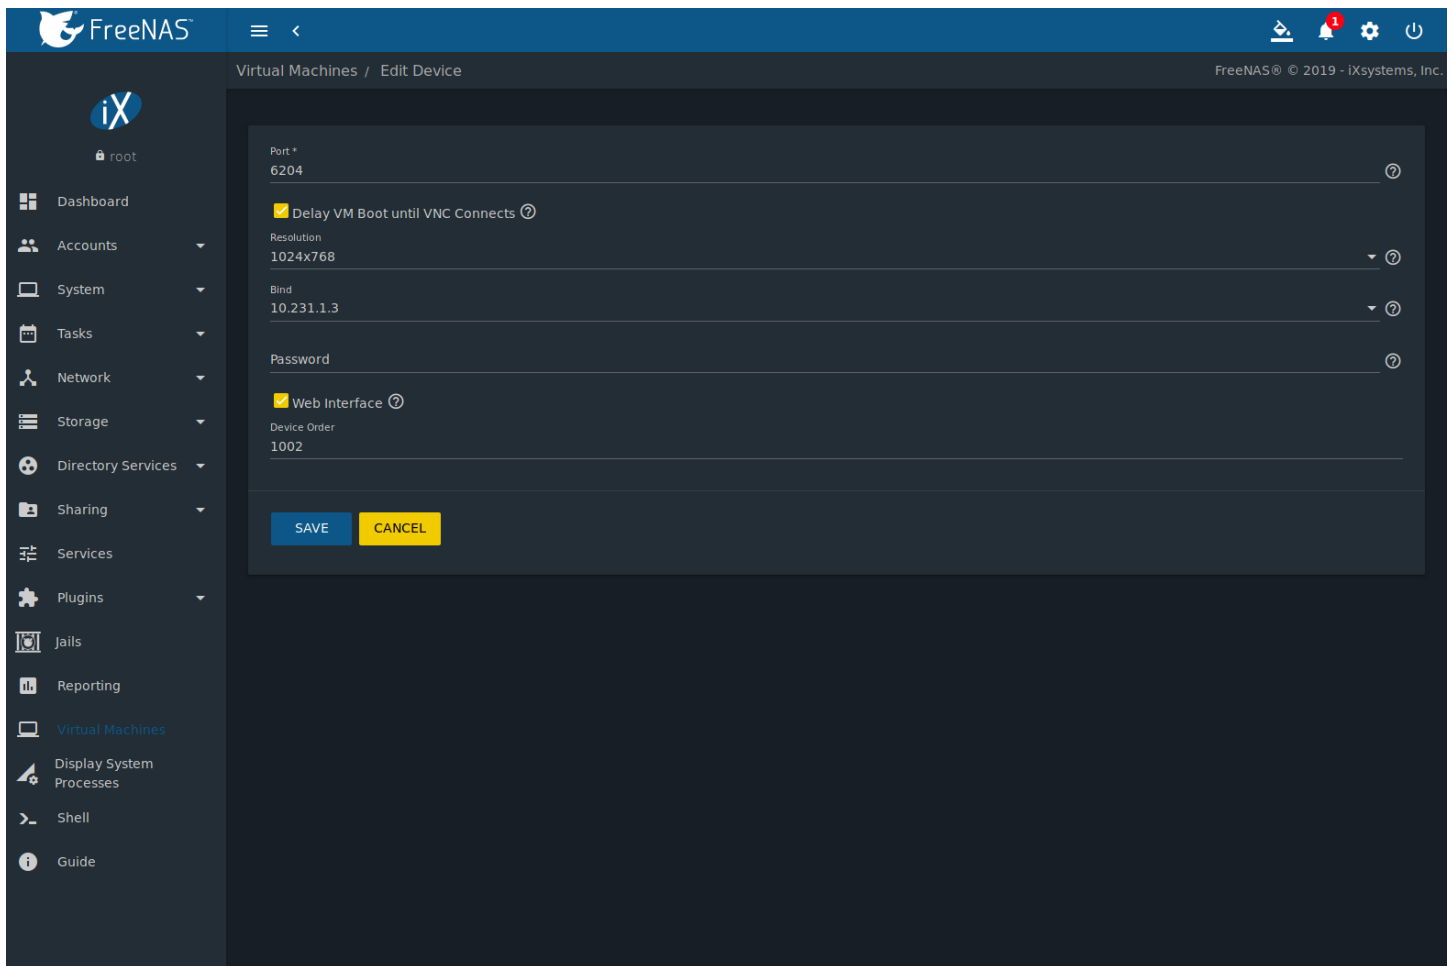 FreeNAS™
1
Virtual Machines / Edit Device
FreeNAS® © 2019 - iXsystems, Inc.
iX
root
Dashboard
Accounts
System
Tasks
Network
Storage
Directory Services
Sharing
Services
Plugins
Jails
Reporting
Virtual Machines
Display System
Processes
Shell
Guide
Port *
6204
Delay VM Boot until VNC Connects
Resolution
1024x768
Bind
10.231.1.3
Password
Web Interface
Device Order
1002
SAVE
CANCEL